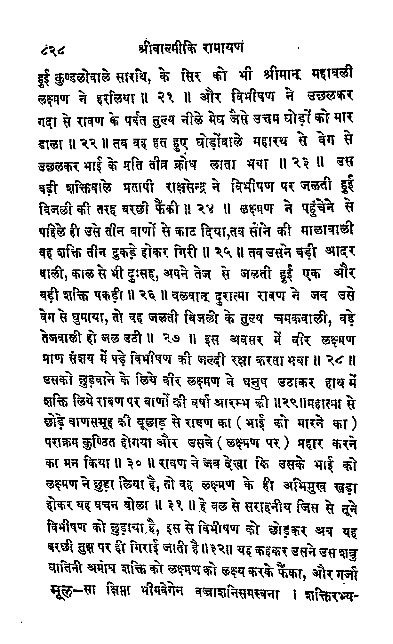 ८२८ श्रीवाल्मीकि रामायण
हुई कुण्डलोंवाले सारथि, के सिर को भी श्रीमान् महाबली
लक्ष्मण ने हरलिया ॥ २१ ॥ और विभीषण ने उछलकर
गदा से रावण के पर्वत तुल्य नीले मेघ जैसे उत्तम घोड़ों को मार
डाला ॥ २२ ॥ तब वह हत हुए घोड़ोंवाले महारथ से वेग से
उछलकर भाई के प्रति तीव्र क्रोध लाता भया ॥ २३ ॥ उस
बड़ी शक्तिवाले प्रतापी राक्षसेन्द्र ने विभीषण पर जलती हुई
बिजली की तरह बरछी फैंकी ॥ २४ ॥ लक्ष्मण ने पहुँचेने से
पहिले ही उसे तीन बाणों से काट दिया, तब सोने की मालावाली
वह शक्ति तीन टुकड़े होकर गिरी ॥ २५ ॥ तब उसने बड़ी आदर
वाली, काल से भी दुःसह, अपने तेज से जलती हुई एक और
बड़ी शक्ति पकड़ी ॥ २६ ॥ बलवान् दुरात्मा रावण ने जब उसे
वेग से घुमाया, तो वह जलती बिजली के तुल्य चमकवाली, बड़े
तेजवाली हो जल उठी ॥ २७ ॥ इस अवसर में वीर लक्ष्मण
प्राण संशय में पड़े विभीषण की जल्दी रक्षा करता भया ॥ २८ ॥
उसको छुड़वाने के लिये वीर लक्ष्मण ने धनुष उठाकर हाथ में
शक्ति लिये रावण पर बाणों की वर्षा आरम्भ की ॥२९॥ महात्मा से
छोड़े बाणसमूह की बूछाड़ से रावण का ( भाई को मारने का )
पराक्रम कुण्ठित होगया और उसने ( लक्ष्मण पर ) प्रहार करने
का मन किया ॥ ३० ॥ रावण ने जब देखा कि उसके भाई को
लक्ष्मण ने छुड़ा लिया है, तो वह लक्ष्मण के ही अभिमुख खड़ा
होकर यह वचन बोला ॥ ३१ ॥ हे बल से सराहनीय जिस से तूने
विभीषण को छुड़ाया है, इस से विभीषण को छोड़कर अब यह
बरछी तुझ पर ही गिराई जाती है ॥३२॥ यह कहकर उसने उस शत्रु
घातिनी अमोघ शक्ति को लक्ष्मण को लक्ष्य करके फैंका, और गर्जा
मूल–सा क्षिप्ता भीमवेगेन वज्राशनिसमस्वना । शक्तिरभ्य-